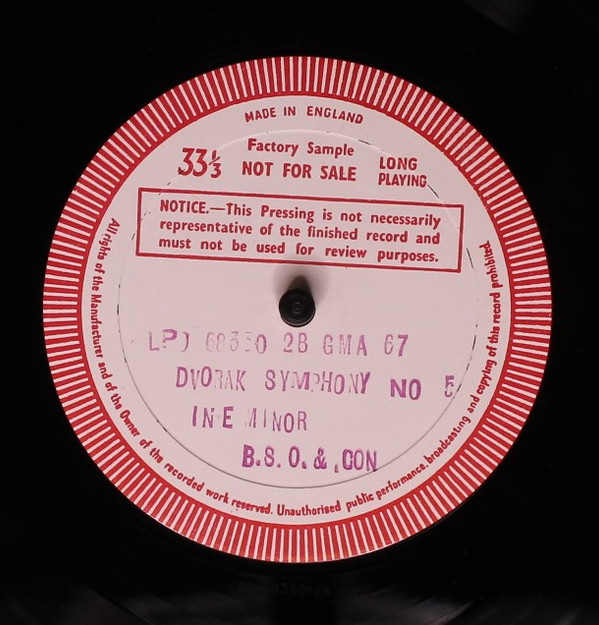 MADE IN ENGLAND
Factory Sample
33⅓ NOT FOR SALE LONG PLAYING
NOTICE.—This Pressing is not necessarily
representative of the finished record and
must not be used for review purposes.
2B GMA 67
DVORAK SYMPHONY NO 5
IN E MINOR
B.S.O. & .CON
All rights of the Manufacturer and of the Owner of the recorded work reserved. Unauthorised public performance, broadcasting and copying of this record prohibited.